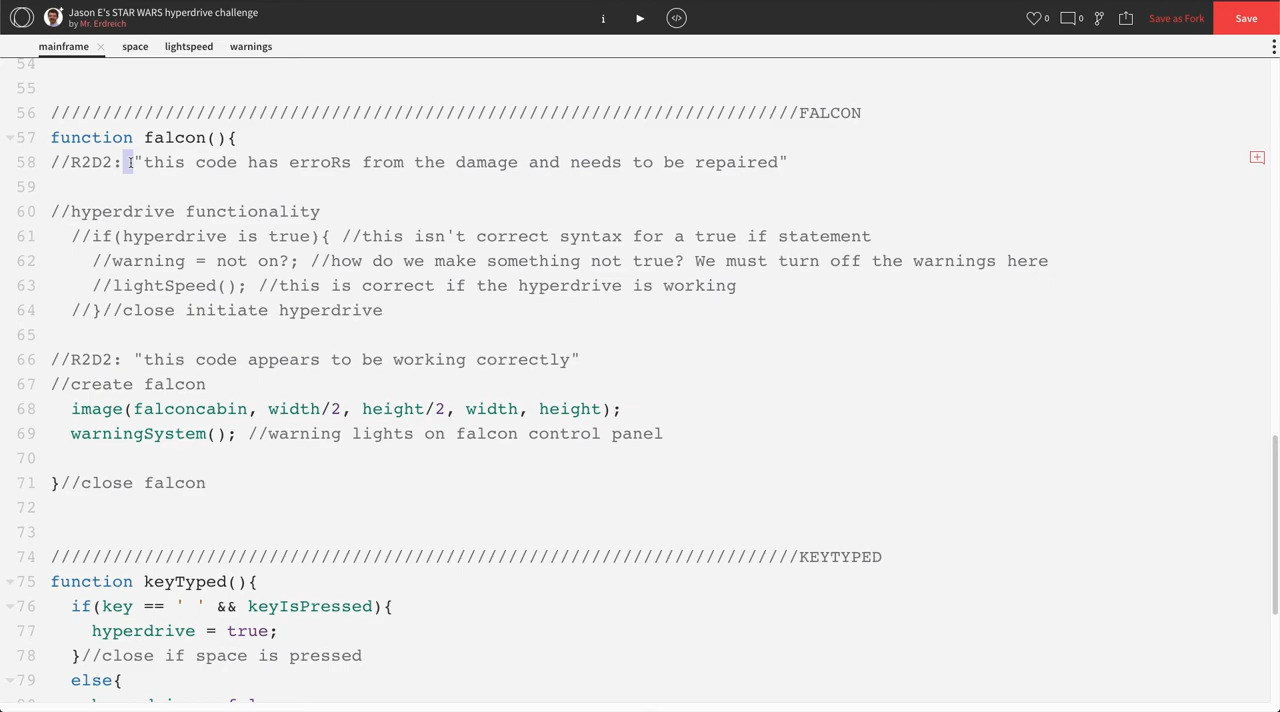 Jason E's STAR WARS hyperdrive challenge
by Mr. Erdreich
i
</>
0
0
Save as Fork
Save
mainframe × space lightspeed warnings
54
55
56 ////////////////////////////////////////////////////////////////////////FALCON
57 function falcon(){
58 //R2D2: "this code has erroRs from the damage and needs to be repaired"
59
60 //hyperdrive functionality
61 //if(hyperdrive is true){ //this isn't correct syntax for a true if statement
62 //warning = not on?; //how do we make something not true? We must turn off the warnings here
63 //lightSpeed(); //this is correct if the hyperdrive is working
64 //}//close initiate hyperdrive
65
66 //R2D2: "this code appears to be working correctly"
67 //create falcon
68 image(falconcabin, width/2, height/2, width, height);
69 warningSystem(); //warning lights on falcon control panel
70
71 }//close falcon
72
73
74 ////////////////////////////////////////////////////////////////////////KEYTYPED
75 function keyTyped(){
76 if(key == ' ' && keyIsPressed){
77 hyperdrive = true;
78 }//close if space is pressed
79 else{